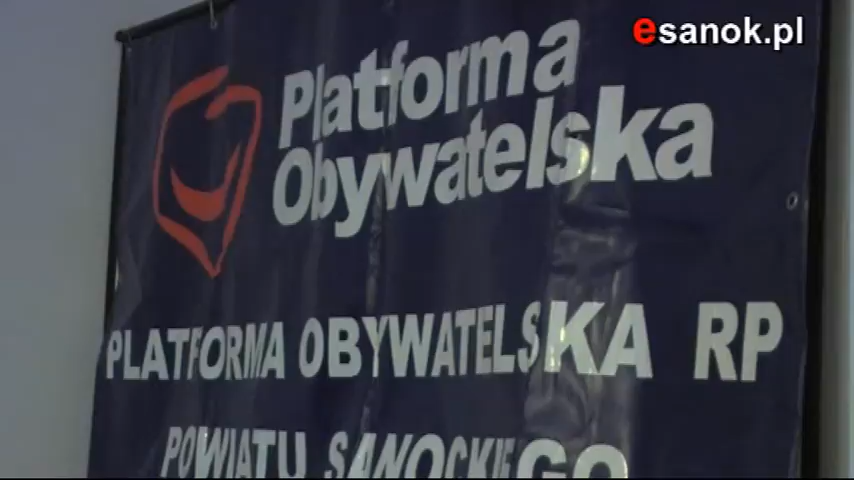 esanok.pl
Platforma
Obywatelska
PLATFORMA OBYWATELSKA RP
POWIATU SANOCKIEGO